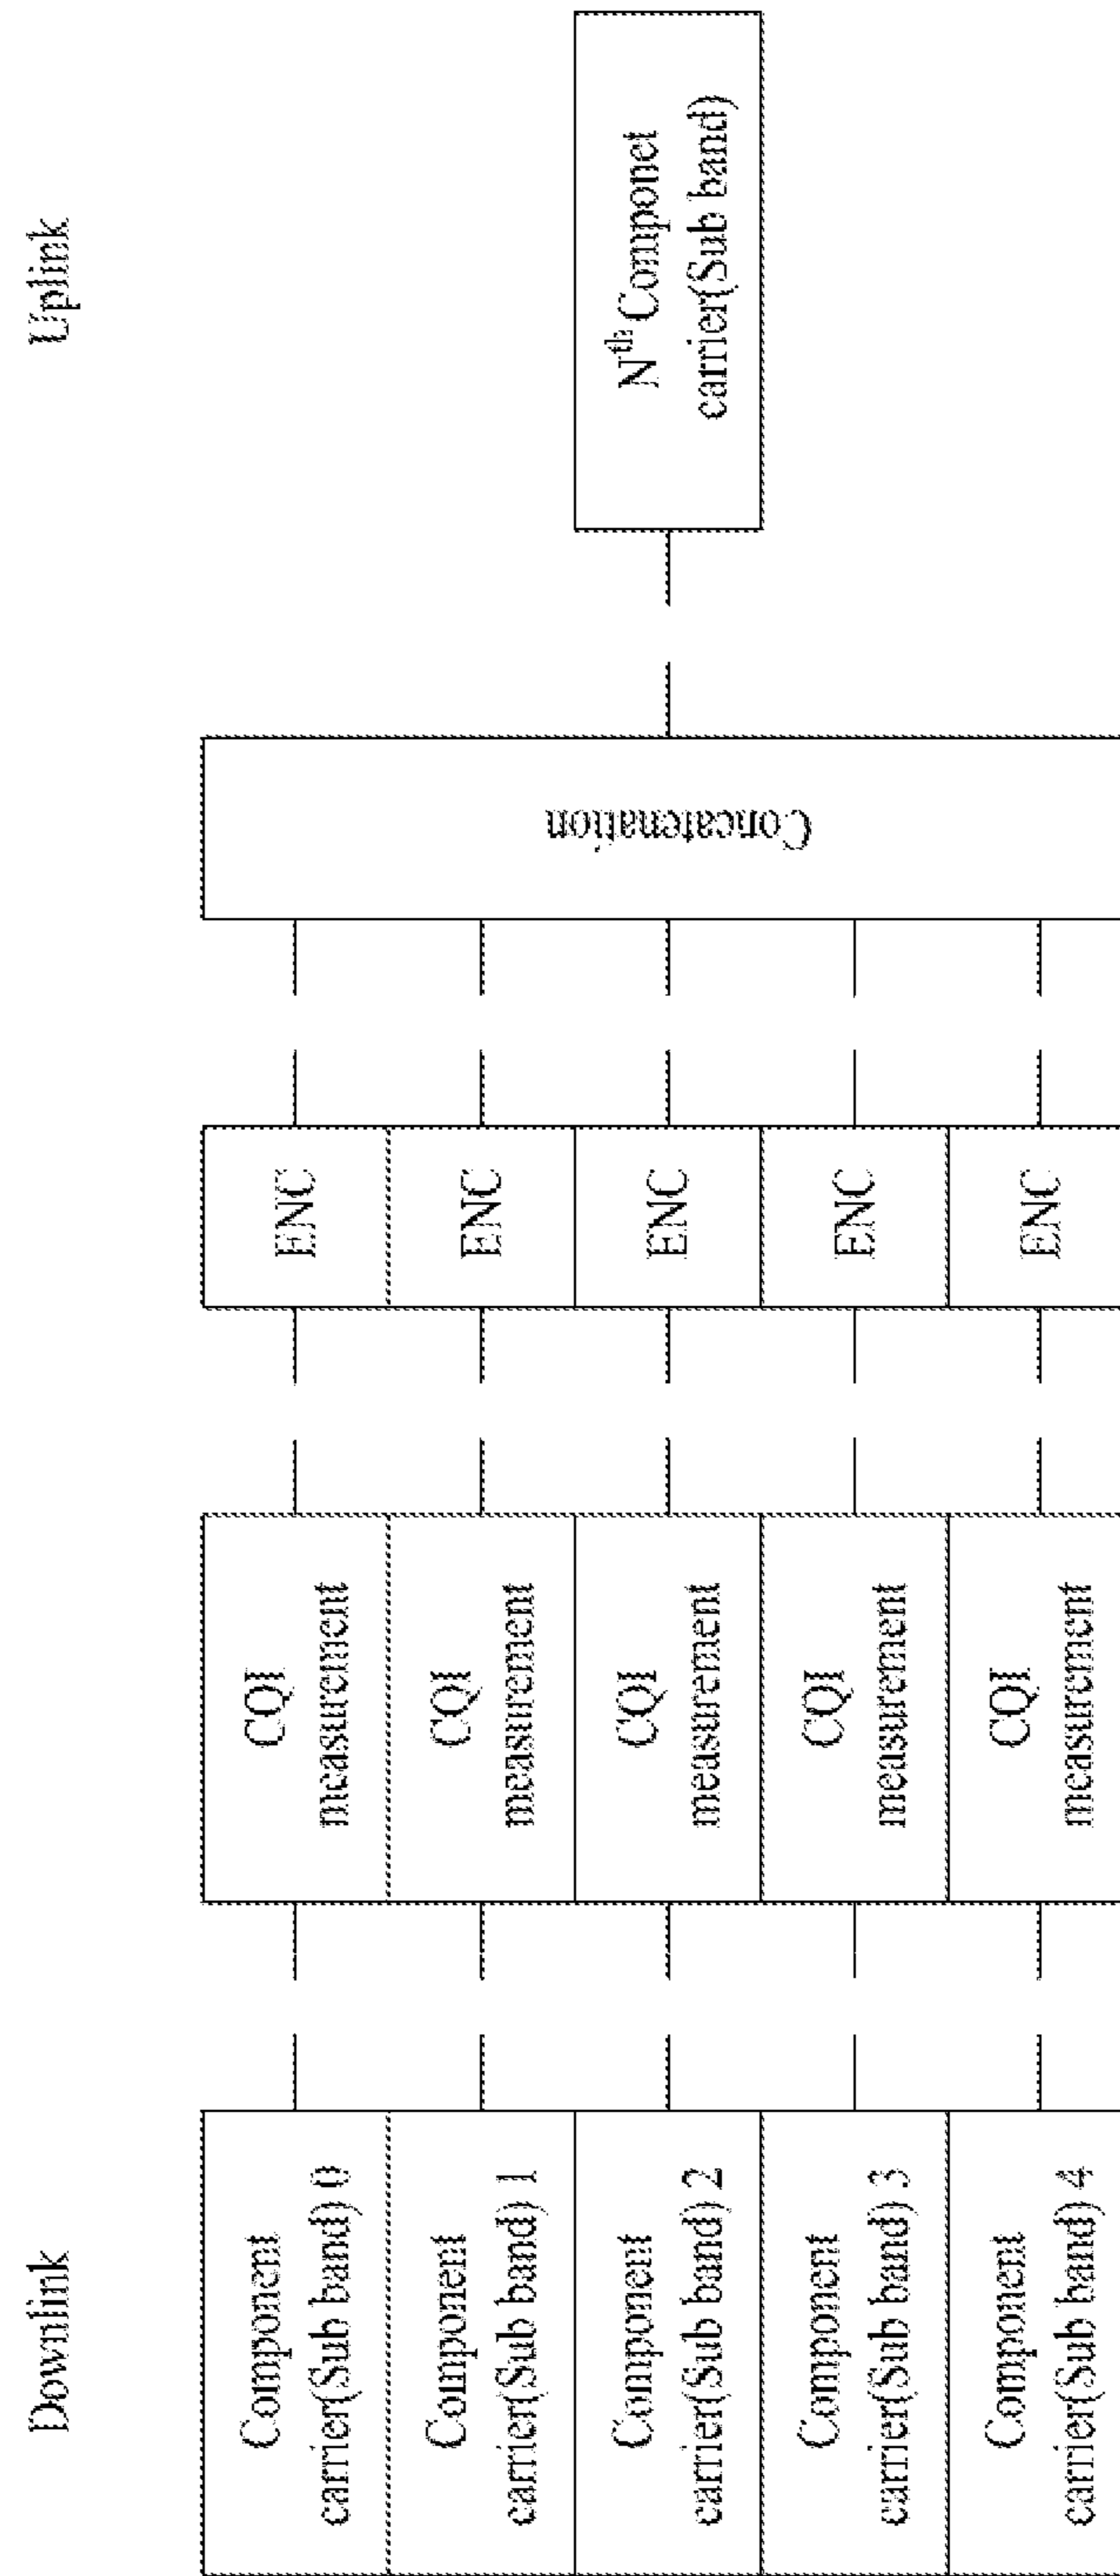 Downlink
Uplink
Component
carrier(Sub band) 0
CQI
measurement
ENC
Component
carrier(Sub band) 1
CQI
measurement
ENC
Component
carrier(Sub band) 2
CQI
measurement
ENC
Concatenation
Nth Componet
carrier(Sub band)
Component
carrier(Sub band) 3
CQI
measurement
ENC
Component
carrier(Sub band) 4
CQI
measurement
ENC